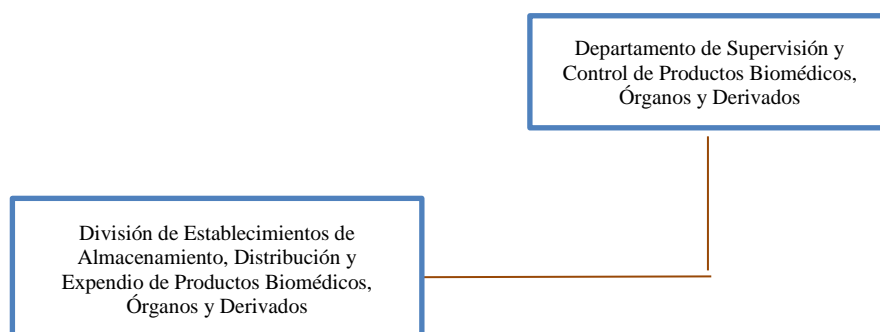 Departamento de Supervisión y
Control de Productos Biomédicos,
Órganos y Derivados
División de Establecimientos de
Almacenamiento, Distribución y
Expendio de Productos Biomédicos,
Órganos y Derivados